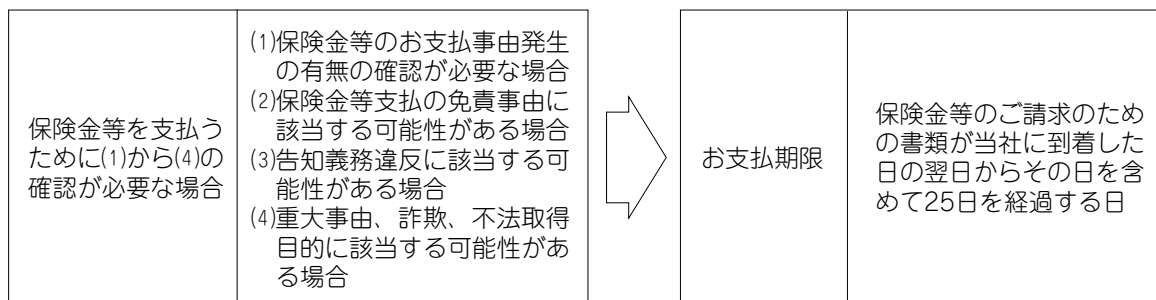 保険金等を支払う
ために⑴から⑷の
確認が必要な場合
⑴保険金等のお支払事由発生
の有無の確認が必要な場合
⑵保険金等支払の免責事由に
該当する可能性がある場合
⑶告知義務違反に該当する可
能性がある場合
⑷重大事由、詐欺、不法取得
目的に該当する可能性があ
る場合
お支払期限
保険金等のご請求のため
の書類が当社に到着した
日の翌日からその日を含
めて25日を経過する日